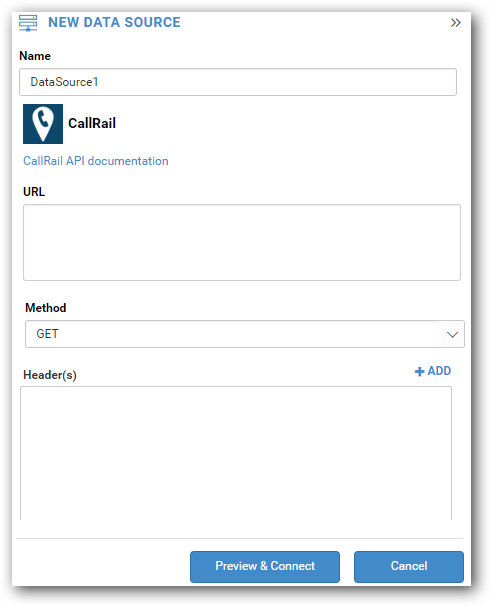 NEW DATA SOURCE
Name
DataSource1
CallRail
CallRail API documentation
URL
Method
GET
Header(s)
ADD
Preview & Connect
Cancel